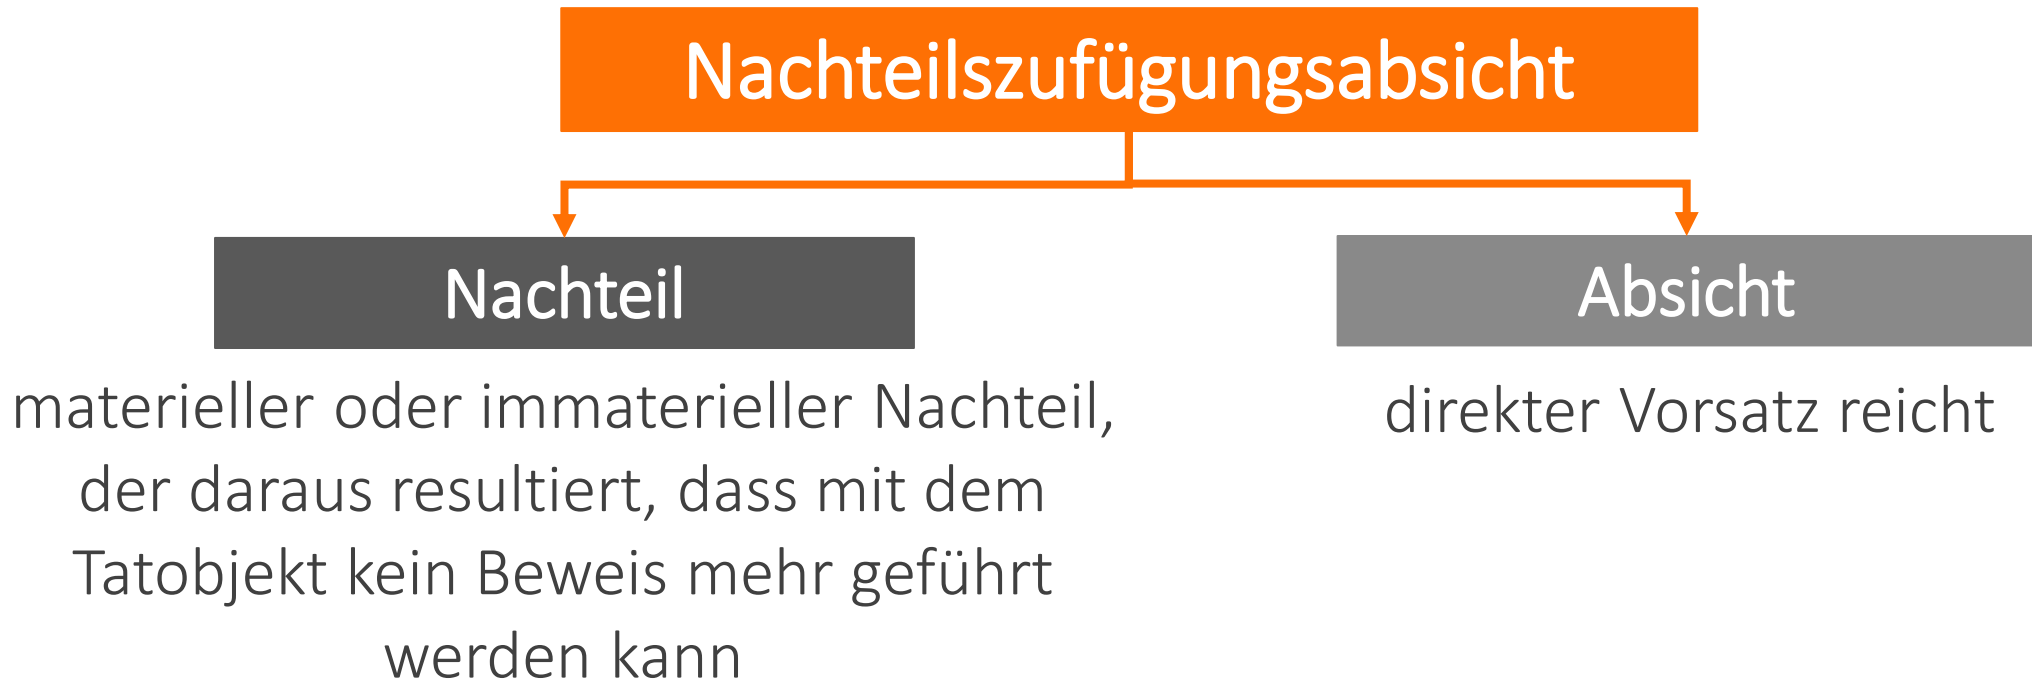 Nachteilszufügungsabsicht
Nachteil
Absicht
materieller oder immaterieller Nachteil,
der daraus resultiert, dass mit dem
Tatobjekt kein Beweis mehr geführt
werden kann
direkter Vorsatz reicht